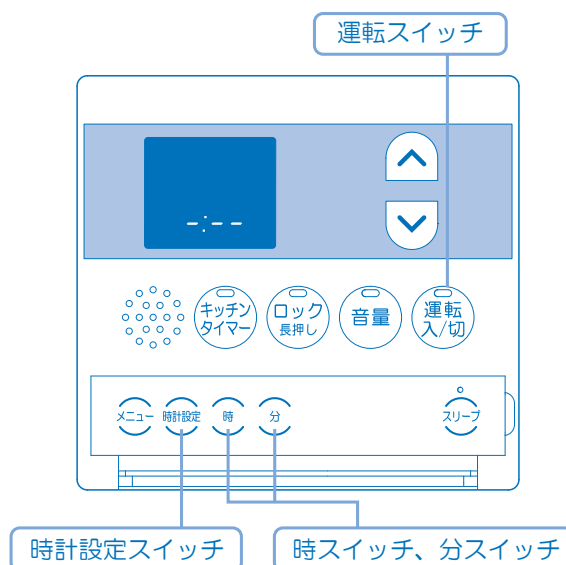 運転スイッチ
-:--
キッチン
タイマー
ロック
長押し
音量
運転
入/切
メニュー
時計設定
時
分
スリープ
時計設定スイッチ
時スイッチ、分スイッチ